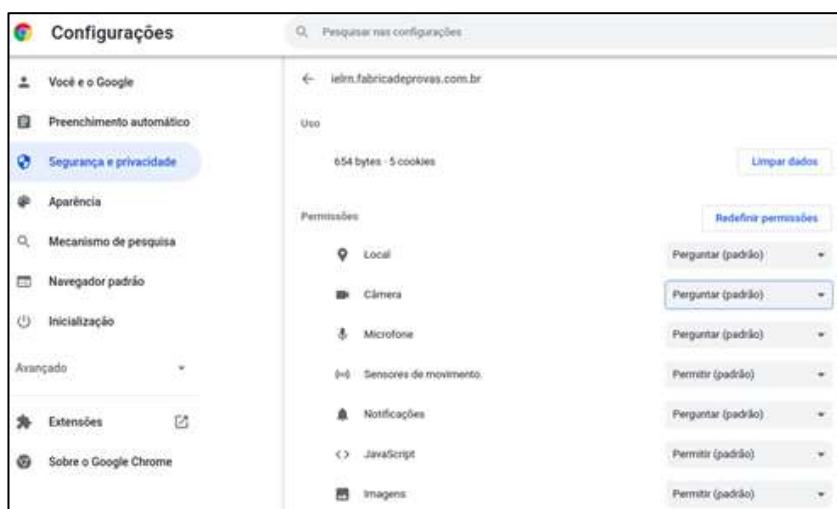 Configurações
Pesquisar nas configurações
Você e o Google
Preenchimento automático
Segurança e privacidade
Aparência
Mecanismo de pesquisa
Navegador padrão
Inicialização
Avançado
Extensões
Sobre o Google Chrome
ielrn.fabricadeprovas.com.br
Uso
654 bytes · 5 cookies
Limpar dados
Permissões
Redefinir permissões
Local Perguntar (padrão)
Câmera Perguntar (padrão)
Microfone Perguntar (padrão)
Sensores de movimento. Permitir (padrão)
Notificações Perguntar (padrão)
JavaScript Permitir (padrão)
Imagens Permitir (padrão)